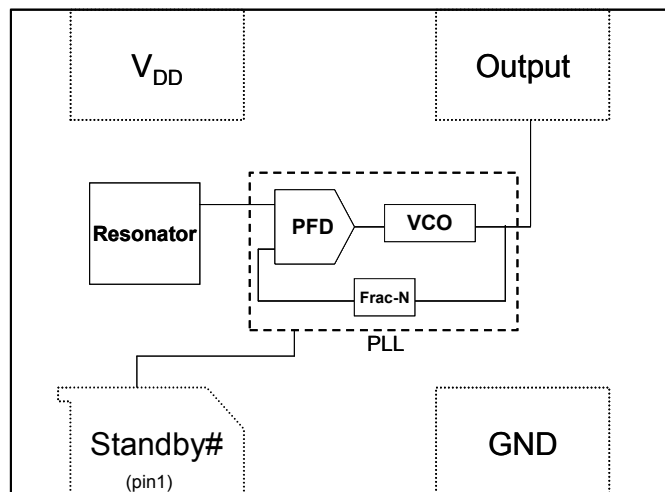 VDD
Output
Resonator
PFD
VCO
Frac-N
PLL
Standby#
(pin1)
GND